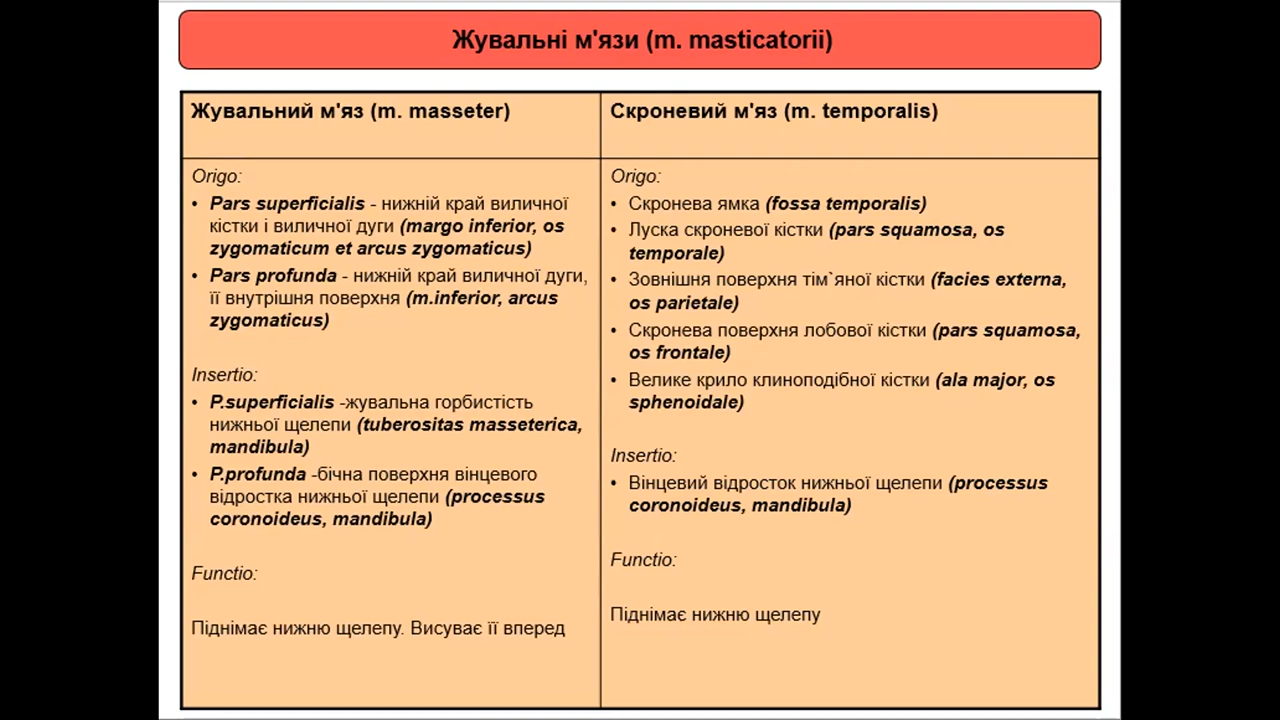 Жувальні м'язи (m. masticatorii)
Жувальний м'яз (m. masseter)
Origo:
• Pars superficialis - нижній край виличної
кістки і виличної дуги (margo inferior, os
zygomaticum et arcus zygomaticus)
• Pars profunda - нижній край виличної дуги,
її внутрішня поверхня (m.inferior, arcus
zygomaticus)
Insertio:
• P.superficialis -жувальна горбистість
нижньої щелепи (tuberositas masseterica,
mandibula)
• P.profunda -бічна поверхня вінцевого
відростка нижньої щелепи (processus
coronoideus, mandibula)
Functio:
Піднімає нижню щелепу. Висуває її вперед
Скроневий м'яз (m. temporalis)
Origo:
• Скронева ямка (fossa temporalis)
• Луска скроневої кістки (pars squamosa, os
temporale)
• Зовнішня поверхня тім`яної кістки (facies externa,
os parietale)
• Скронева поверхня лобової кістки (pars squamosa,
os frontale)
• Велике крило клиноподібної кістки (ala major, os
sphenoidale)
Insertio:
• Вінцевий відросток нижньої щелепи (processus
coronoideus, mandibula)
Functio:
Піднімає нижню щелепу